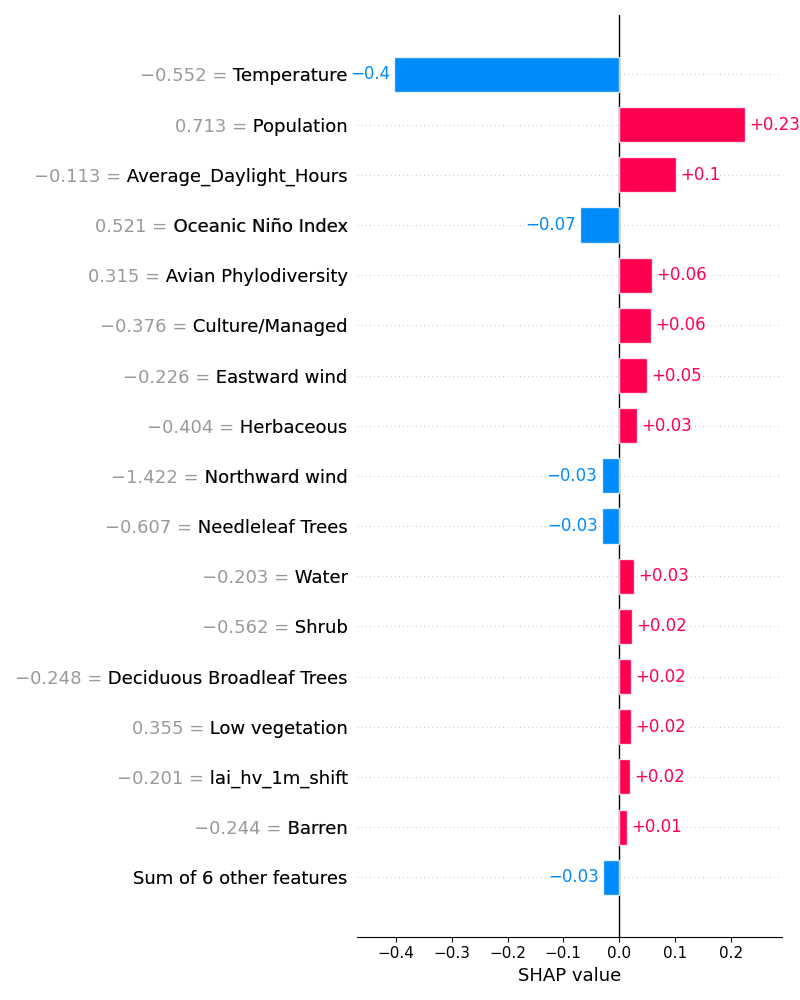 −0.552 = Temperature −0.4
0.713 = Population +0.23
−0.113 = Average_Daylight_Hours +0.1
0.521 = Oceanic Niño Index −0.07
0.315 = Avian Phylodiversity +0.06
−0.376 = Culture/Managed +0.06
−0.226 = Eastward wind +0.05
−0.404 = Herbaceous +0.03
−1.422 = Northward wind −0.03
−0.607 = Needleleaf Trees −0.03
−0.203 = Water +0.03
−0.562 = Shrub +0.02
−0.248 = Deciduous Broadleaf Trees +0.02
0.355 = Low vegetation +0.02
−0.201 = lai_hv_1m_shift +0.02
−0.244 = Barren +0.01
Sum of 6 other features −0.03
−0.4 −0.3 −0.2 −0.1 0.0 0.1 0.2
SHAP value